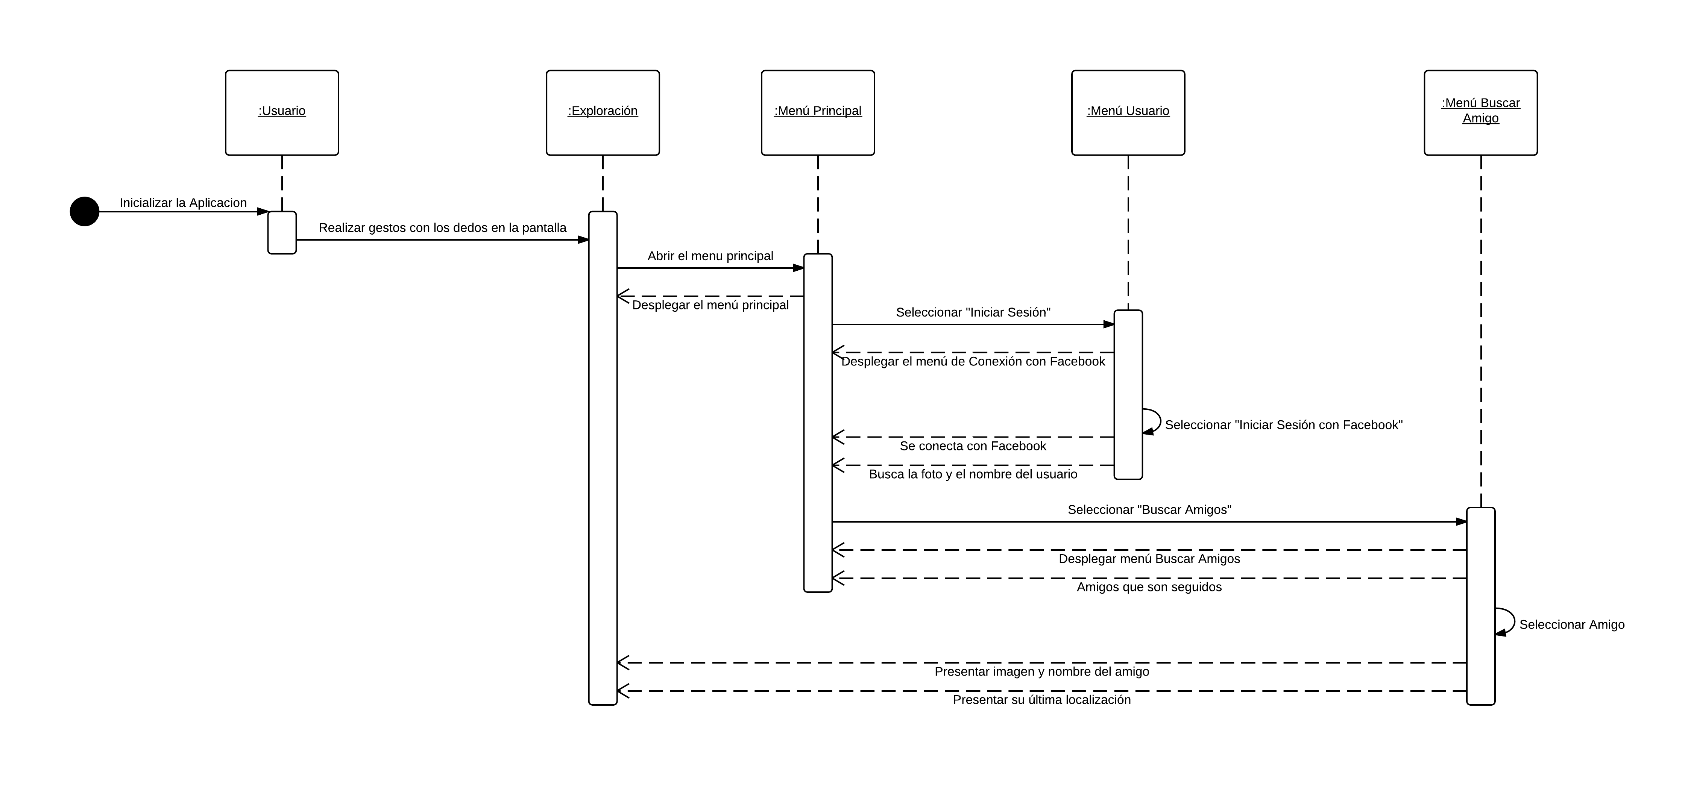 :Usuario
:Exploración
:Menú Principal
:Menú Usuario
:Menú Buscar
Amigo
Inicializar la Aplicacion
Realizar gestos con los dedos en la pantalla
Abrir el menu principal
Desplegar el menú principal
Seleccionar "Iniciar Sesión"
Desplegar el menú de Conexión con Facebook
Seleccionar "Iniciar Sesión con Facebook"
Se conecta con Facebook
Busca la foto y el nombre del usuario
Seleccionar "Buscar Amigos"
Desplegar menú Buscar Amigos
Amigos que son seguidos
Seleccionar Amigo
Presentar imagen y nombre del amigo
Presentar su última localización